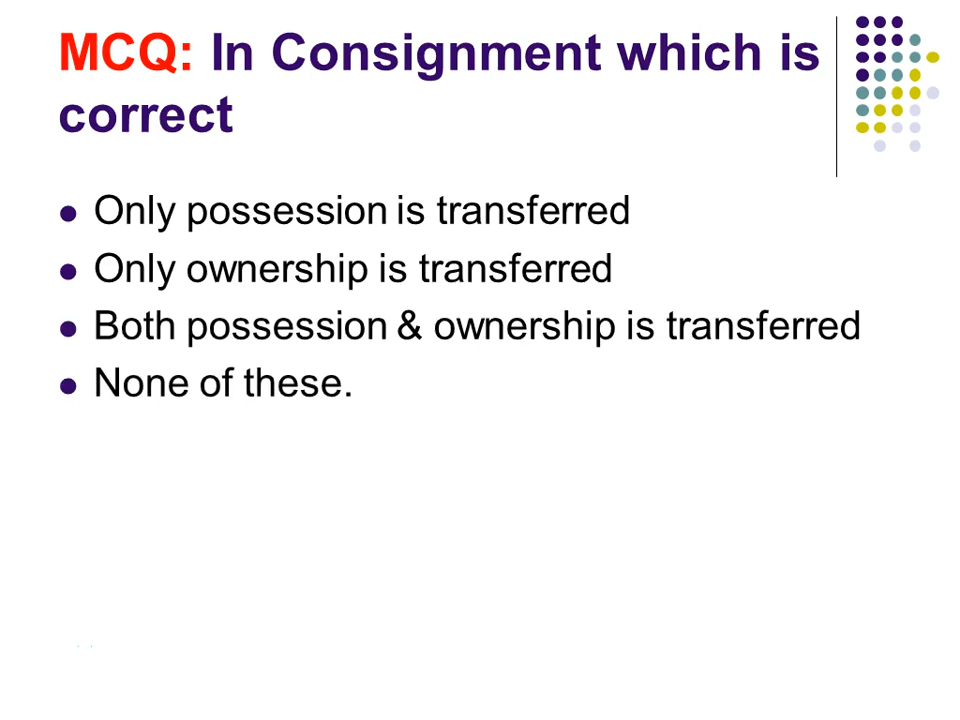 MCQ: In Consignment which is
correct
Only possession is transferred
Only ownership is transferred
Both possession & ownership is transferred
None of these.